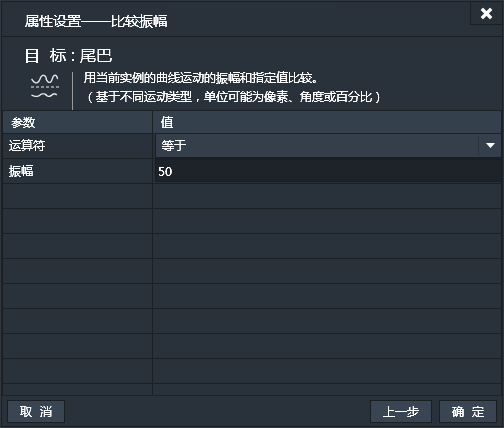 属性设置——比较振幅
目 标 : 尾巴
用当前实例的曲线运动的振幅和指定值比较。
（基于不同运动类型，单位可能为像素、角度或百分比）
参数 值
运算符 等于
振幅 50
取 消 上一步 确 定